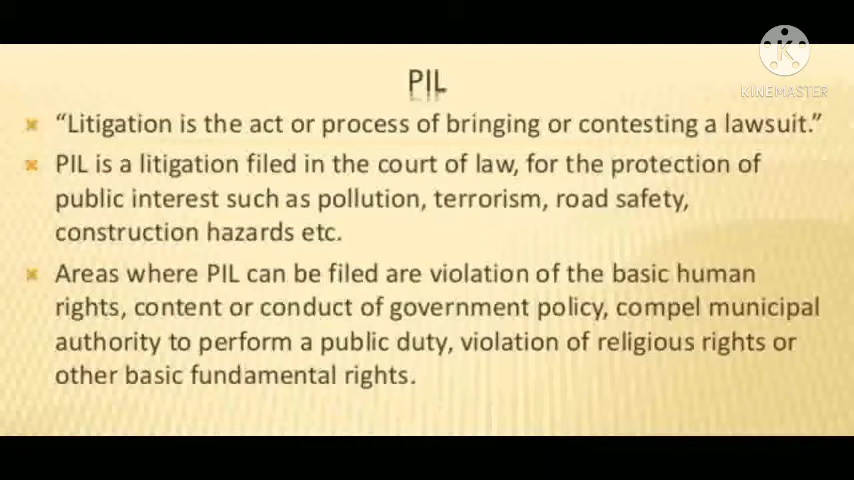 K
KINEMASTER
PIL
“Litigation is the act or process of bringing or contesting a lawsuit.”
PIL is a litigation filed in the court of law, for the protection of
public interest such as pollution, terrorism, road safety,
construction hazards etc.
Areas where PIL can be filed are violation of the basic human
rights, content or conduct of government policy, compel municipal
authority to perform a public duty, violation of religious rights or
other basic fundamental rights.